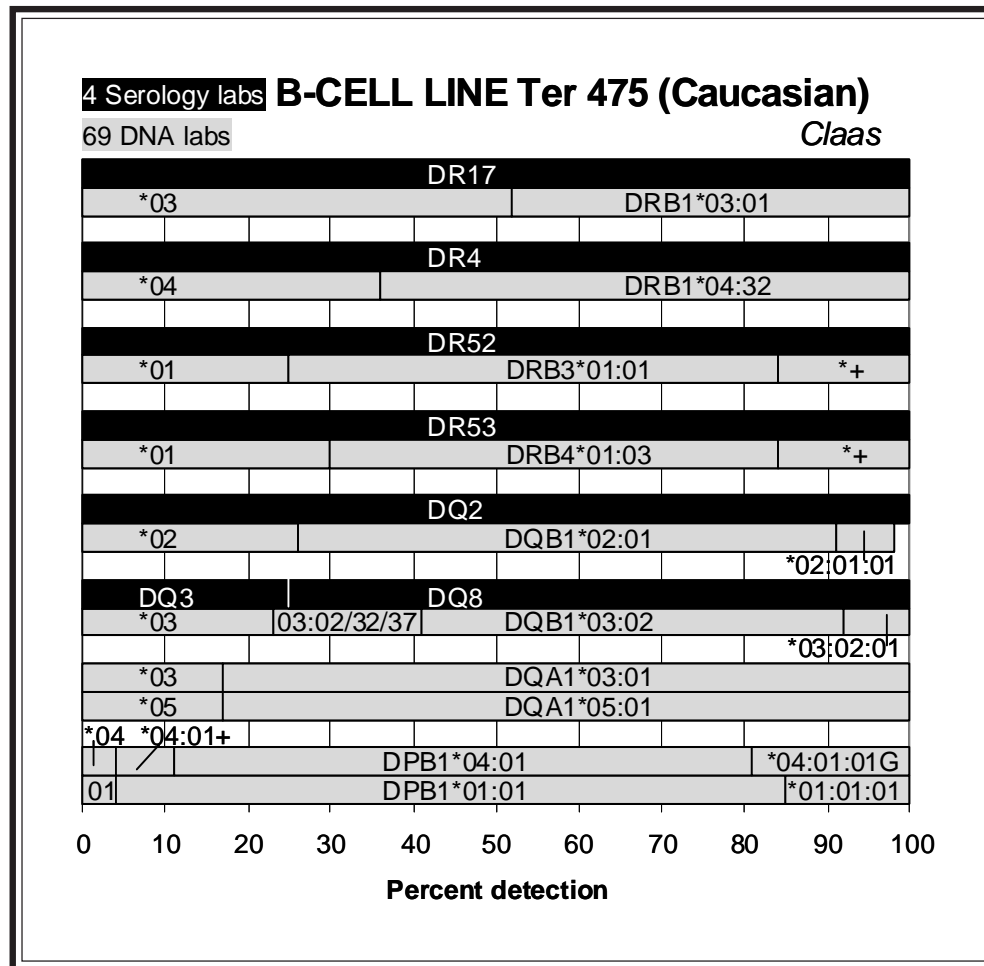 4 Serology labs B-CELL LINE Ter 475 (Caucasian)
69 DNA labs Claas
DR17
*03 DRB1*03:01
DR4
*04 DRB1*04:32
DR52
*01 DRB3*01:01 *+
DR53
*01 DRB4*01:03 *+
DQ2
*02 DQB1*02:01
*02:01:01
DQ3 DQ8
*03 03:02/32/37 DQB1*03:02
*03:02:01
*03 DQA1*03:01
*05 DQA1*05:01
*04 *04:01+
DPB1*04:01 *04:01:01G
01 DPB1*01:01 *01:01:01
0 10 20 30 40 50 60 70 80 90 100
Percent detection